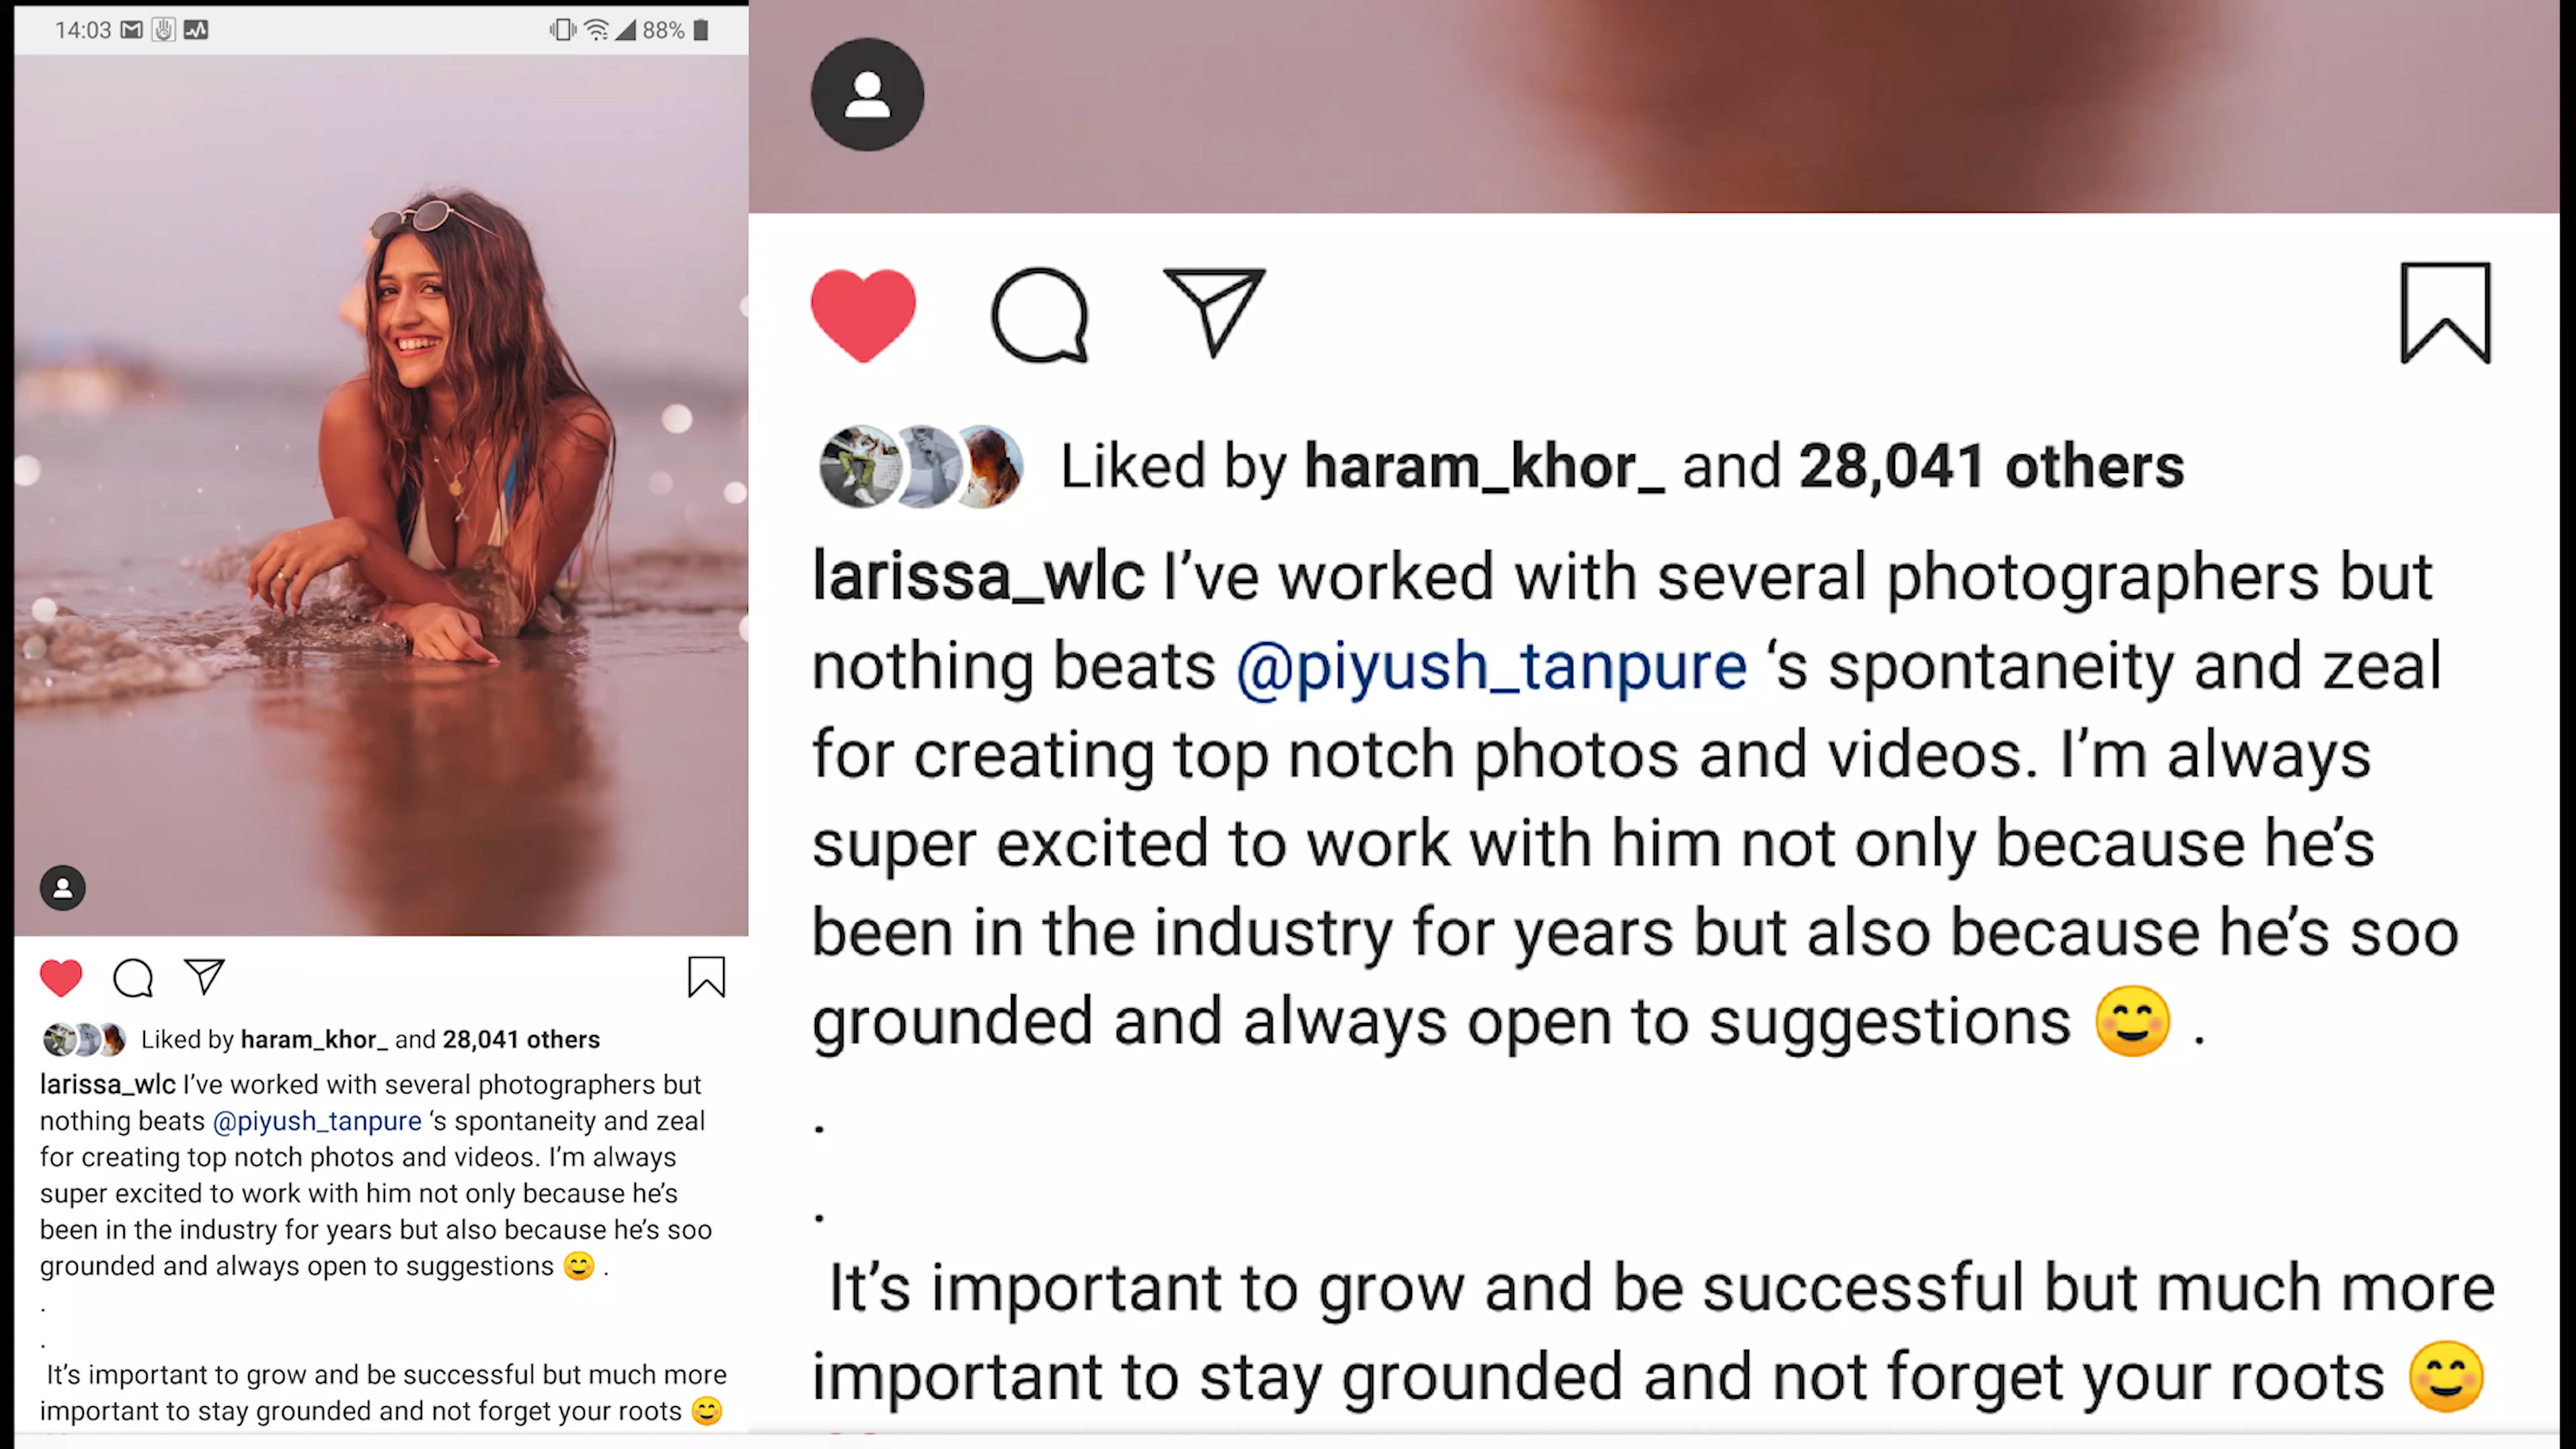 14:03
88%
Liked by haram_khor_ and 28,041 others
larissa_wlc I’ve worked with several photographers but
nothing beats @piyush_tanpure ‘s spontaneity and zeal
for creating top notch photos and videos. I’m always
super excited to work with him not only because he’s
been in the industry for years but also because he’s soo
grounded and always open to suggestions 😊 .
.
.
It’s important to grow and be successful but much more
important to stay grounded and not forget your roots 😊
Liked by haram_khor_ and 28,041 others
larissa_wlc I’ve worked with several photographers but
nothing beats @piyush_tanpure ‘s spontaneity and zeal
for creating top notch photos and videos. I’m always
super excited to work with him not only because he’s
been in the industry for years but also because he’s soo
grounded and always open to suggestions 😊 .
.
.
It’s important to grow and be successful but much more
important to stay grounded and not forget your roots 😊